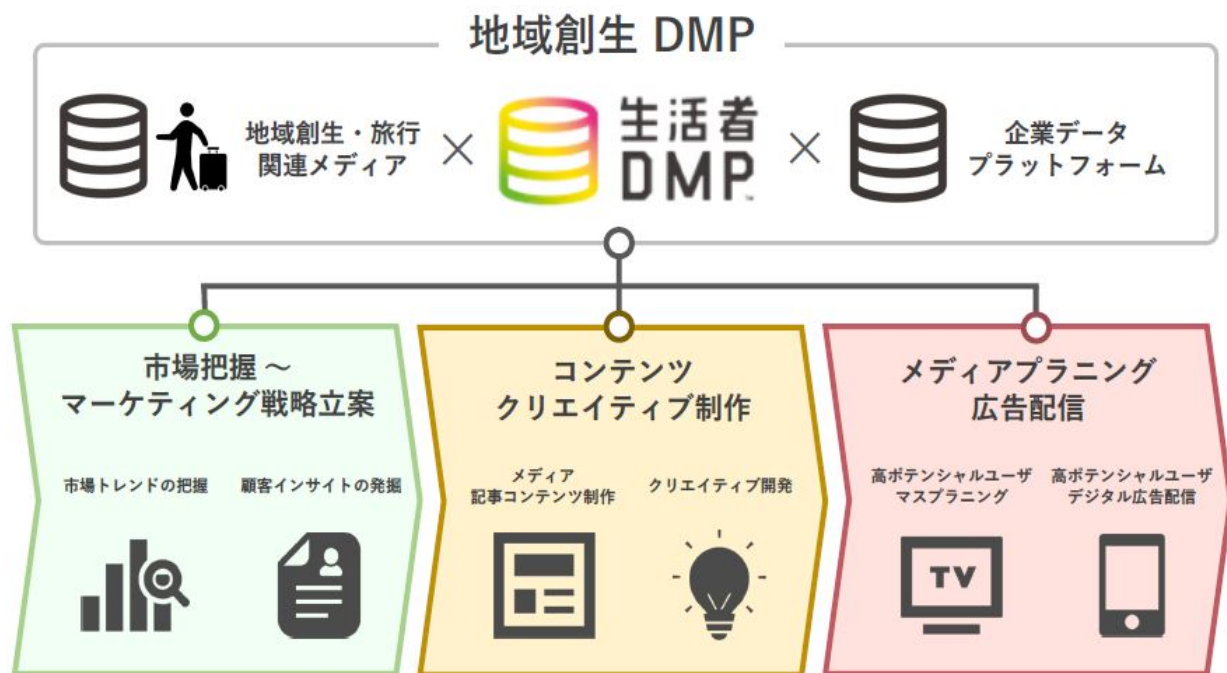 地域創生 DMP
地域創生・旅行
関連メディア
×
生活者
DMP
×
企業データ
プラットフォーム
市場把握～
マーケティング戦略立案
市場トレンドの把握
顧客インサイトの発掘
コンテンツ
クリエイティブ制作
メディア
記事コンテンツ制作
クリエイティブ開発
メディアプラニング
広告配信
高ポテンシャルユーザ
マスプラニング
TV
高ポテンシャルユーザ
デジタル広告配信